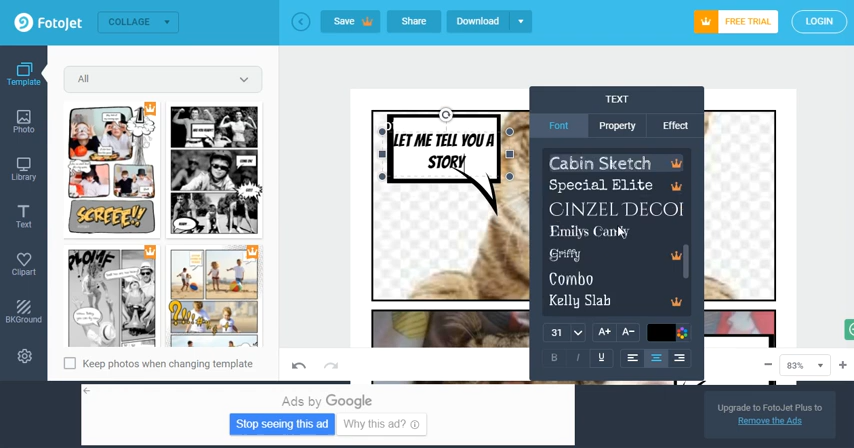 FotoJet
COLLAGE
Save
Share
Download
FREE TRIAL
LOGIN
Template
Photo
Library
Text
Clipart
BKGround
All
SCREEE!!
LET ME TELL YOU A
STORY
TEXT
Font
Property
Effect
Cabin Sketch
Special Elite
CINZEL DECOR
Emilys Candy
Griffy
Combo
Kelly Slab
31
A+
A-
B
I
U
Keep photos when changing template
83%
Ads by Google
Stop seeing this ad
Why this ad?
Upgrade to FotoJet Plus to
Remove the Ads